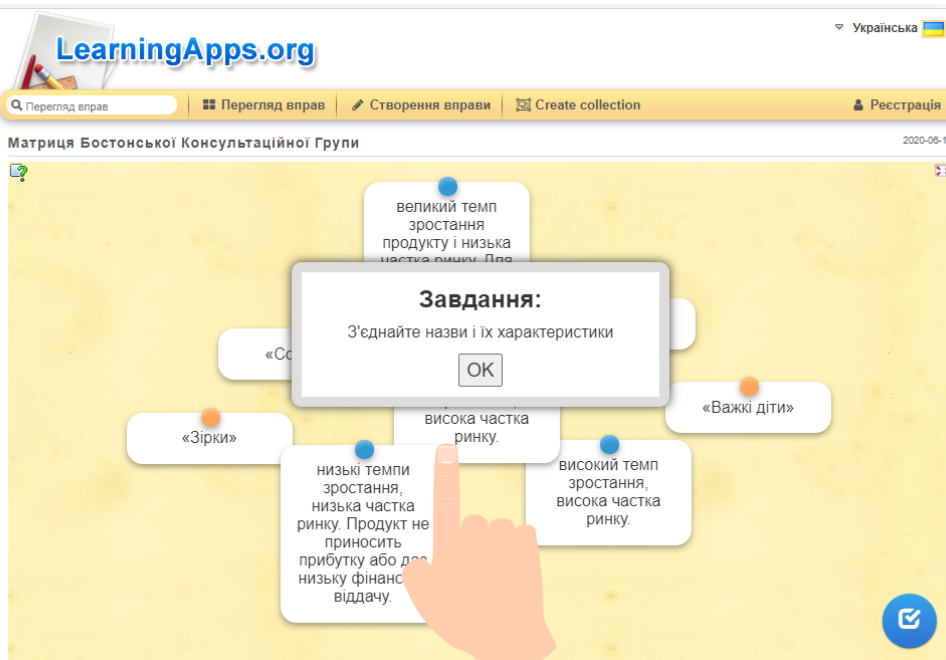 LearningApps.org
Українська
Перегляд вправ
Перегляд вправ
Створення вправи
Create collection
Реєстрація
Матриця Бостонської Консультаційної Групи
2020-06-1
великий темп
зростання
продукту і низька
частка ринку. Для
Завдання:
З'єднайте назви і їх характеристики
OK
«Со
«Важкі діти»
висока частка
ринку.
«Зірки»
низькі темпи
зростання,
низька частка
ринку. Продукт не
приносить
прибутку або дає
низьку фінанс
віддачу.
високий темп
зростання,
висока частка
ринку.